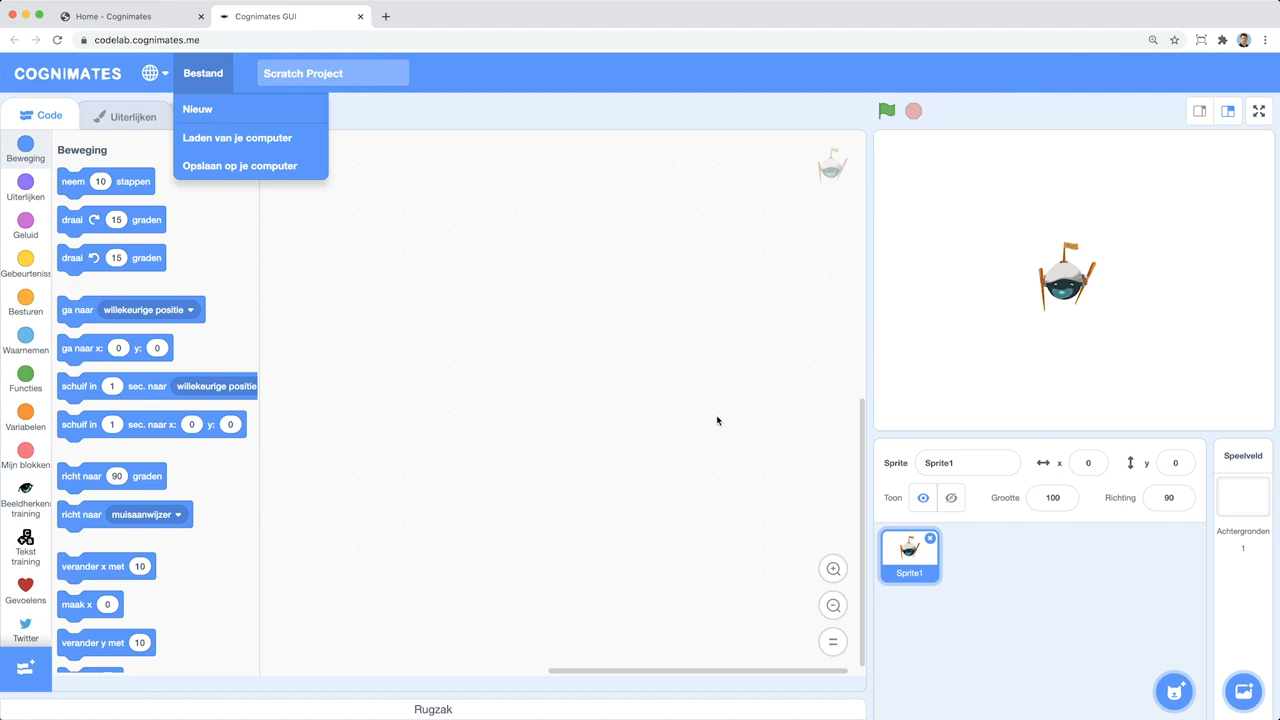 Home - Cognimates
Cognimates GUI
codelab.cognimates.me
COGNIMATES
Bestand
Scratch Project
Nieuw
Laden van je computer
Opslaan op je computer
Code
Uiterlijken
Beweging
Uiterlijken
Geluid
Gebeurteniss
Besturen
Waarnemen
Functies
Variabelen
Mijn blokken
Beeldherken
training
Tekst
training
Gevoelens
Twitter
Beweging
neem 10 stappen
draai 15 graden
draai 15 graden
ga naar willekeurige positie
ga naar x: 0 y: 0
schuif in 1 sec. naar willekeurige positie
schuif in 1 sec. naar x: 0 y: 0
richt naar 90 graden
richt naar muisaanwijzer
verander x met 10
maak x 0
verander y met 10
Rugzak
Sprite Sprite1 x 0 y 0
Toon Grootte 100 Richting 90
Sprite1
Speelveld
Achtergronden
1